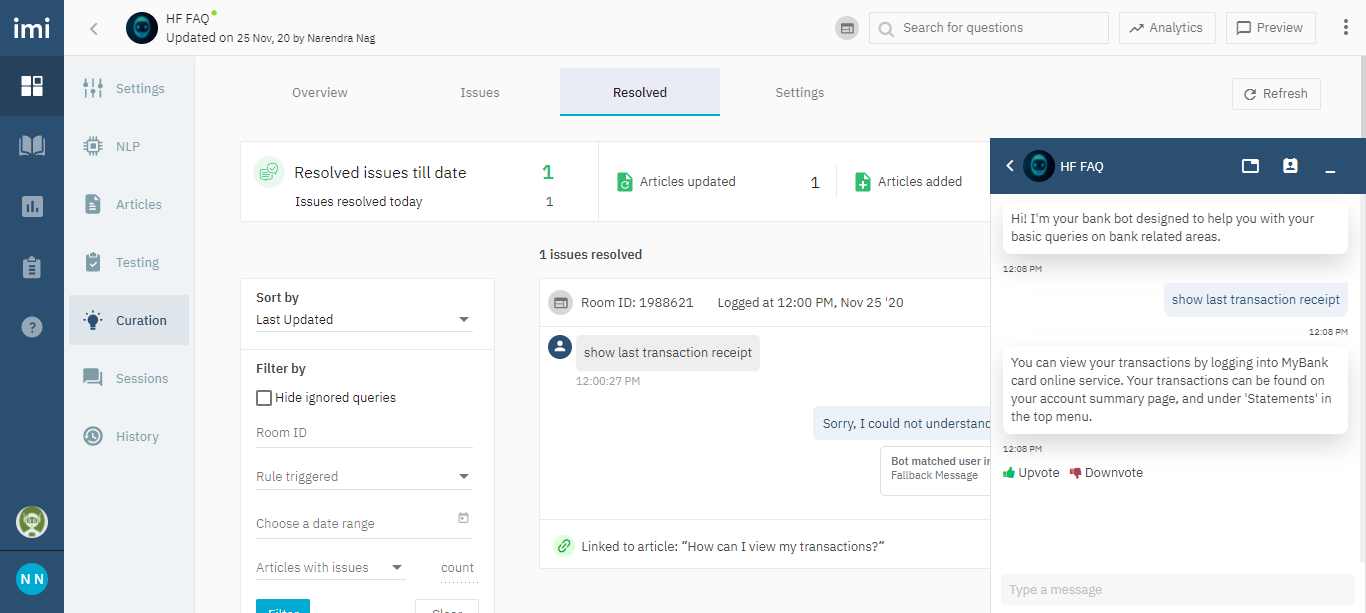 imi
HF FAQ
Updated on 25 Nov, 20 by Narendra Nag
Search for questions
Analytics
Preview
Settings
NLP
Articles
Testing
Curation
Sessions
History
N N
Overview
Issues
Resolved
Settings
Refresh
Resolved issues till date
1
Issues resolved today
1
Articles updated
1
Articles added
1 issues resolved
Sort by
Last Updated
Filter by
Hide ignored queries
Room ID
Rule triggered
Choose a date range
Articles with issues
count
Filter
Close
Room ID: 1988621
Logged at 12:00 PM, Nov 25 '20
show last transaction receipt
12:00:27 PM
Sorry, I could not understand
Bot matched user in
Fallback Message
Linked to article: “How can I view my transactions?”
HF FAQ
Hi! I'm your bank bot designed to help you with your
basic queries on bank related areas.
12:08 PM
show last transaction receipt
12:08 PM
You can view your transactions by logging into MyBank
card online service. Your transactions can be found on
your account summary page, and under 'Statements' in
the top menu.
12:08 PM
Upvote
Downvote
Type a message